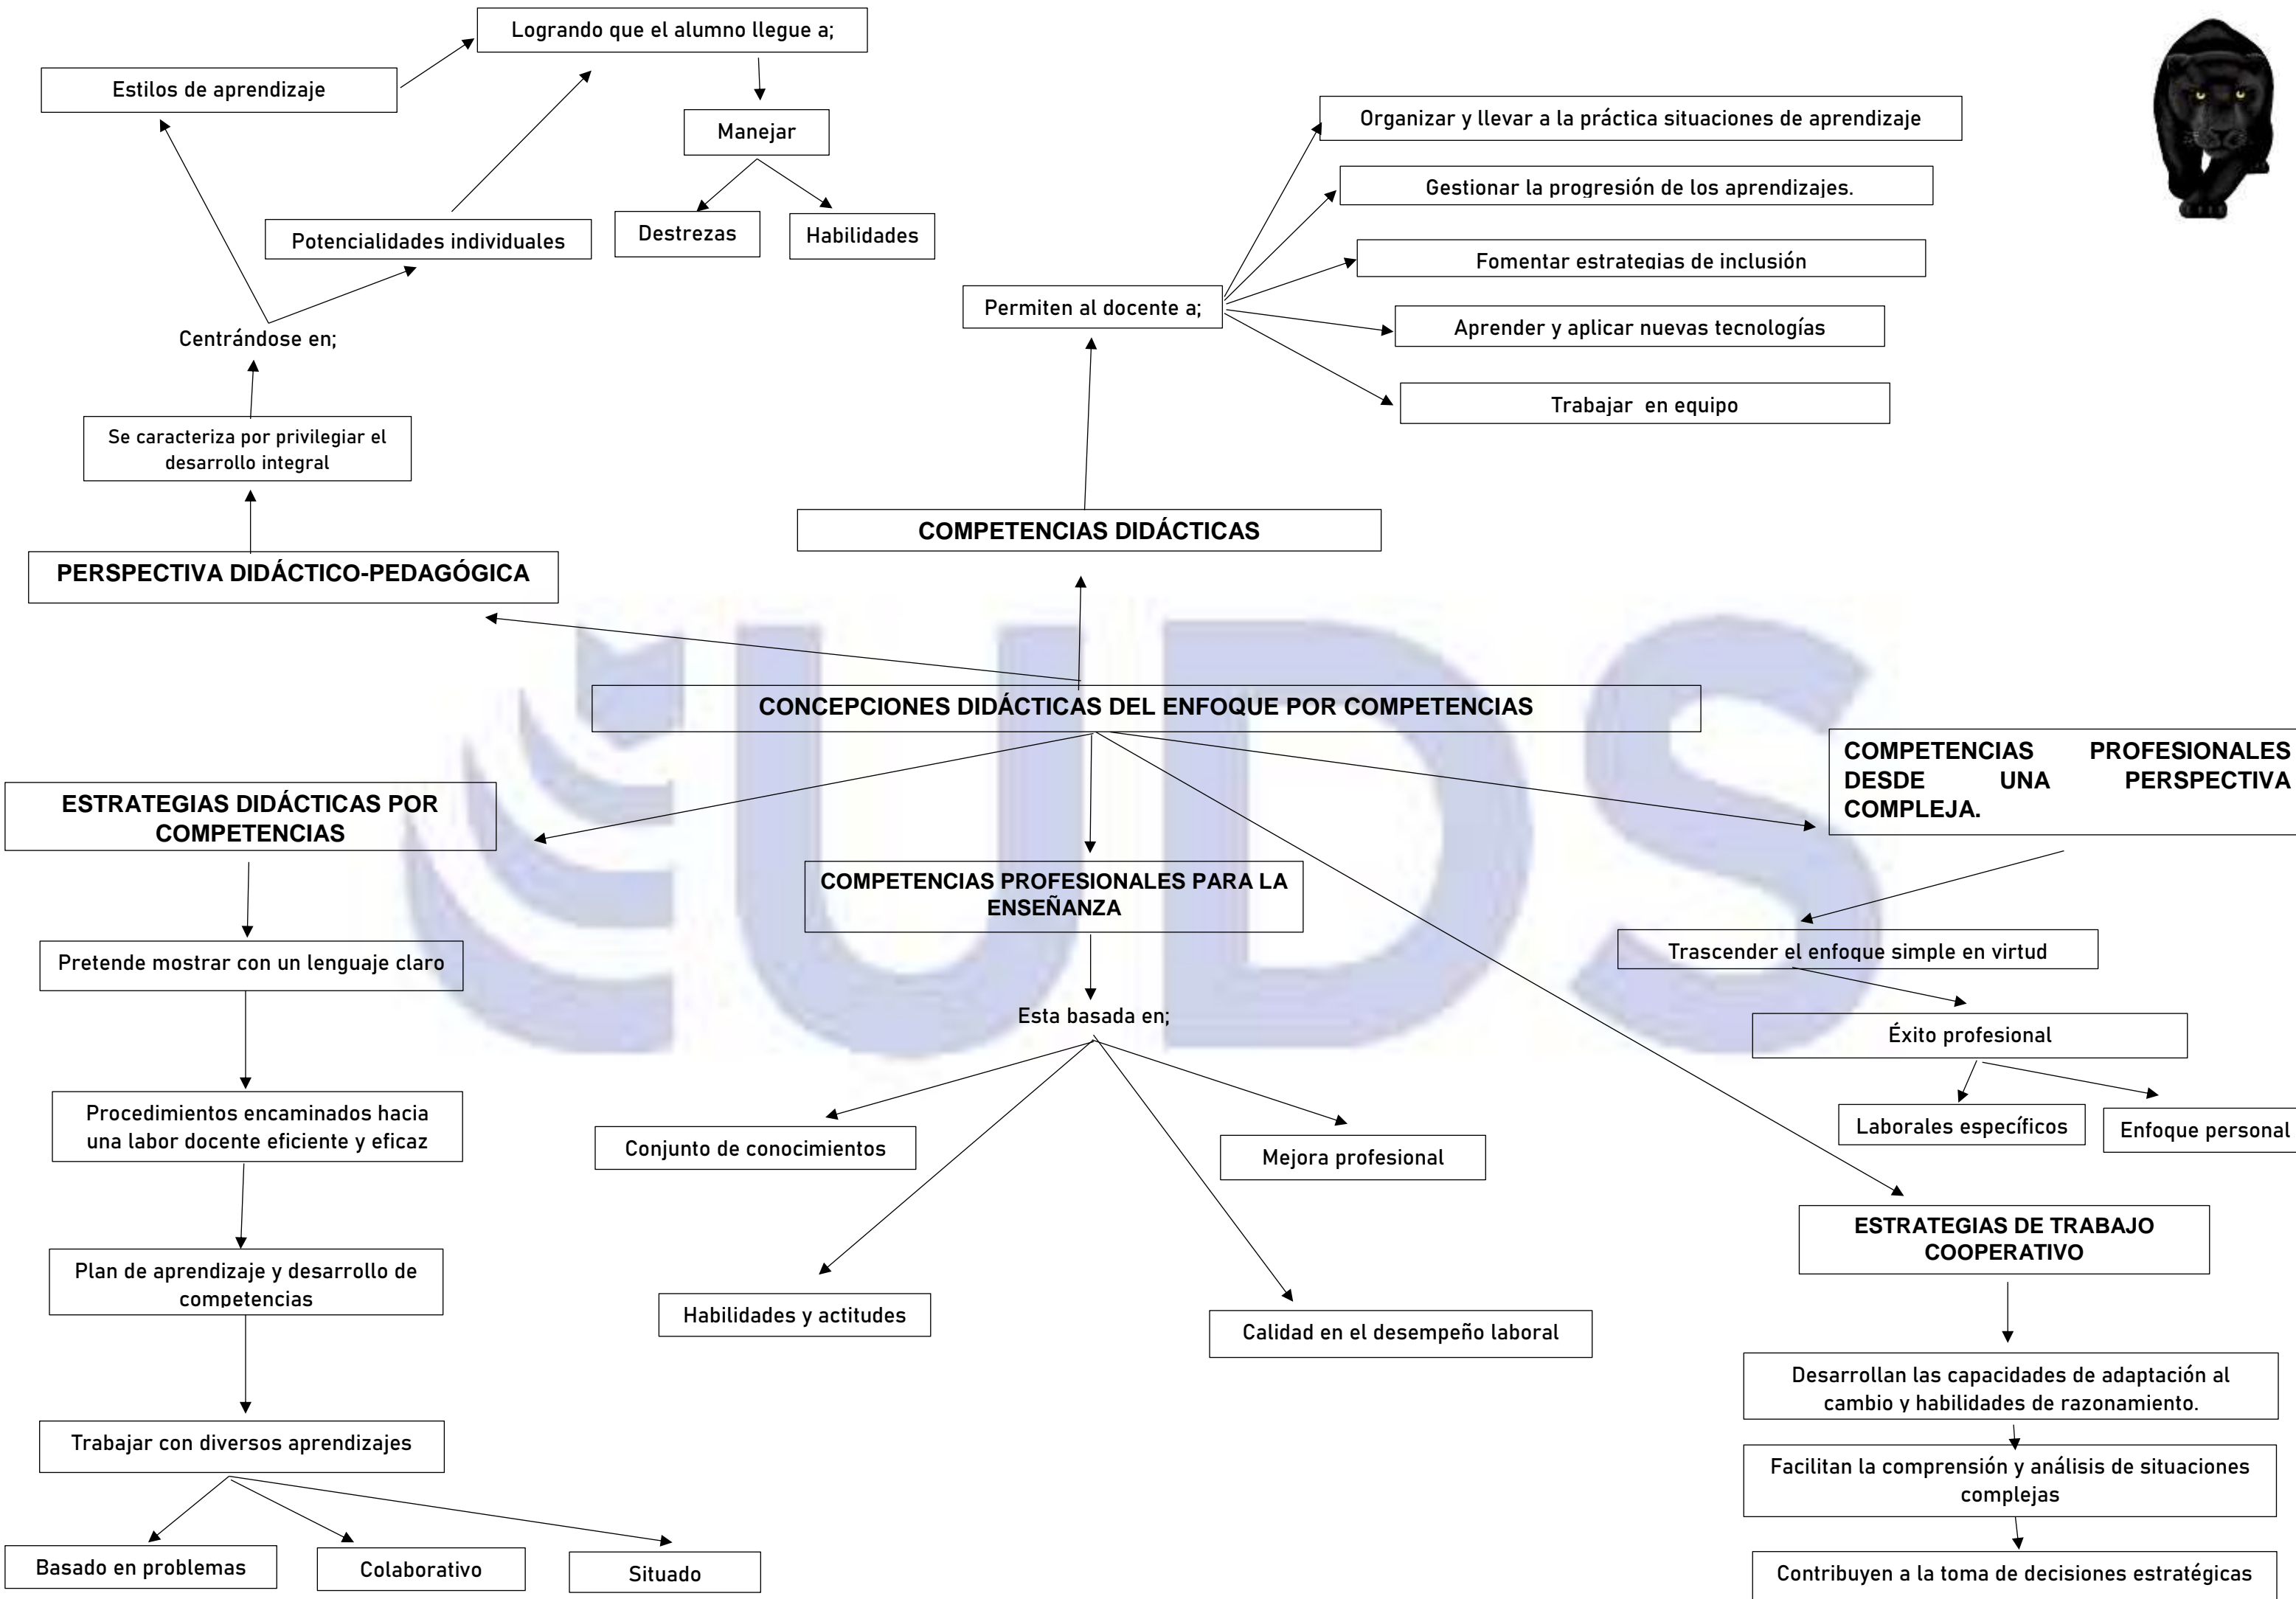 Logrando que el alumno llegue a;
Estilos de aprendizaje
Manejar
Destrezas
Habilidades
Potencialidades individuales
Centrándose en;
Se caracteriza por privilegiar el
desarrollo integral
PERSPECTIVA DIDÁCTICO-PEDAGÓGICA
Organizar y llevar a la práctica situaciones de aprendizaje
Gestionar la progresión de los aprendizajes.
Fomentar estrategias de inclusión
Permiten al docente a;
Aprender y aplicar nuevas tecnologías
Trabajar en equipo
COMPETENCIAS DIDÁCTICAS
UDS
CONCEPCIONES DIDÁCTICAS DEL ENFOQUE POR COMPETENCIAS
COMPETENCIAS PROFESIONALES
DESDE UNA PERSPECTIVA
COMPLEJA.
ESTRATEGIAS DIDÁCTICAS POR
COMPETENCIAS
COMPETENCIAS PROFESIONALES PARA LA
ENSEÑANZA
Pretende mostrar con un lenguaje claro
Trascender el enfoque simple en virtud
Esta basada en;
Éxito profesional
Procedimientos encaminados hacia
una labor docente eficiente y eficaz
Conjunto de conocimientos
Mejora profesional
Laborales específicos
Enfoque personal
Plan de aprendizaje y desarrollo de
competencias
Habilidades y actitudes
Calidad en el desempeño laboral
ESTRATEGIAS DE TRABAJO
COOPERATIVO
Desarrollan las capacidades de adaptación al
cambio y habilidades de razonamiento.
Trabajar con diversos aprendizajes
Facilitan la comprensión y análisis de situaciones
complejas
Basado en problemas
Colaborativo
Situado
Contribuyen a la toma de decisiones estratégicas